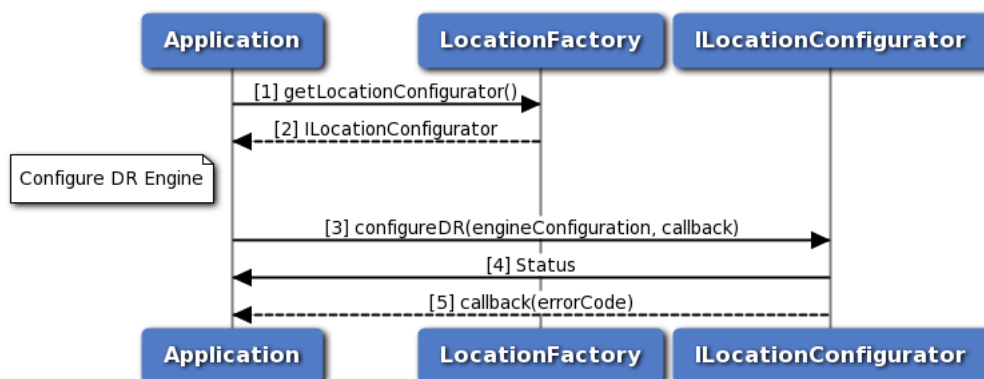 Application
LocationFactory
ILocationConfigurator
[1] getLocationConfigurator()
[2] ILocationConfigurator
Configure DR Engine
[3] configureDR(engineConfiguration, callback)
[4] Status
[5] callback(errorCode)
Application
LocationFactory
ILocationConfigurator